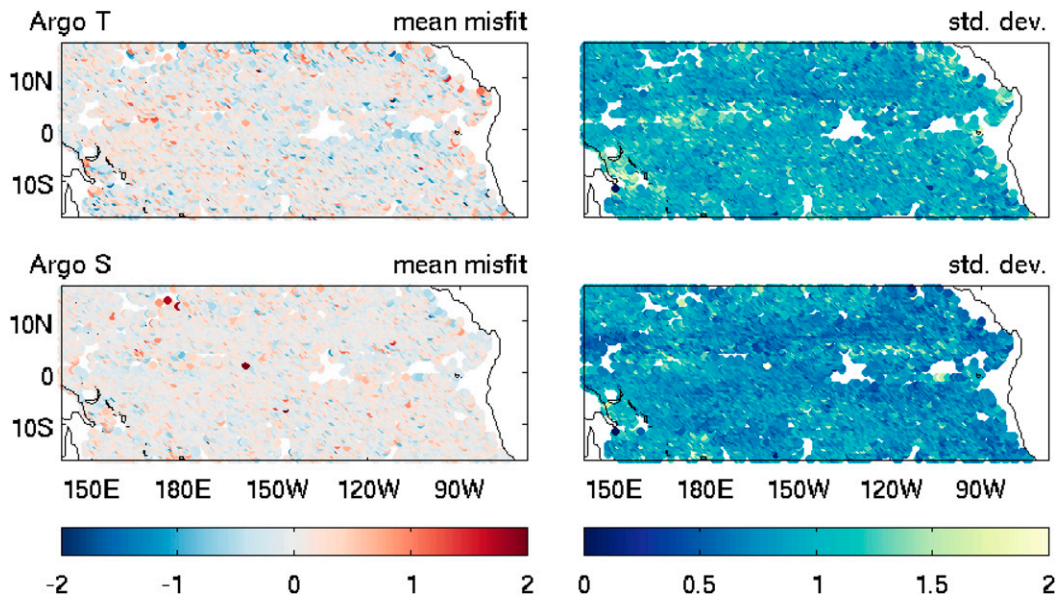 Argo T mean misfit std. dev.
10N
0
10S
Argo S mean misfit std. dev.
10N
0
10S
150E 180E 150W 120W 90W 150E 180E 150W 120W 90W
-2 -1 0 1 2 0 0.5 1 1.5 2